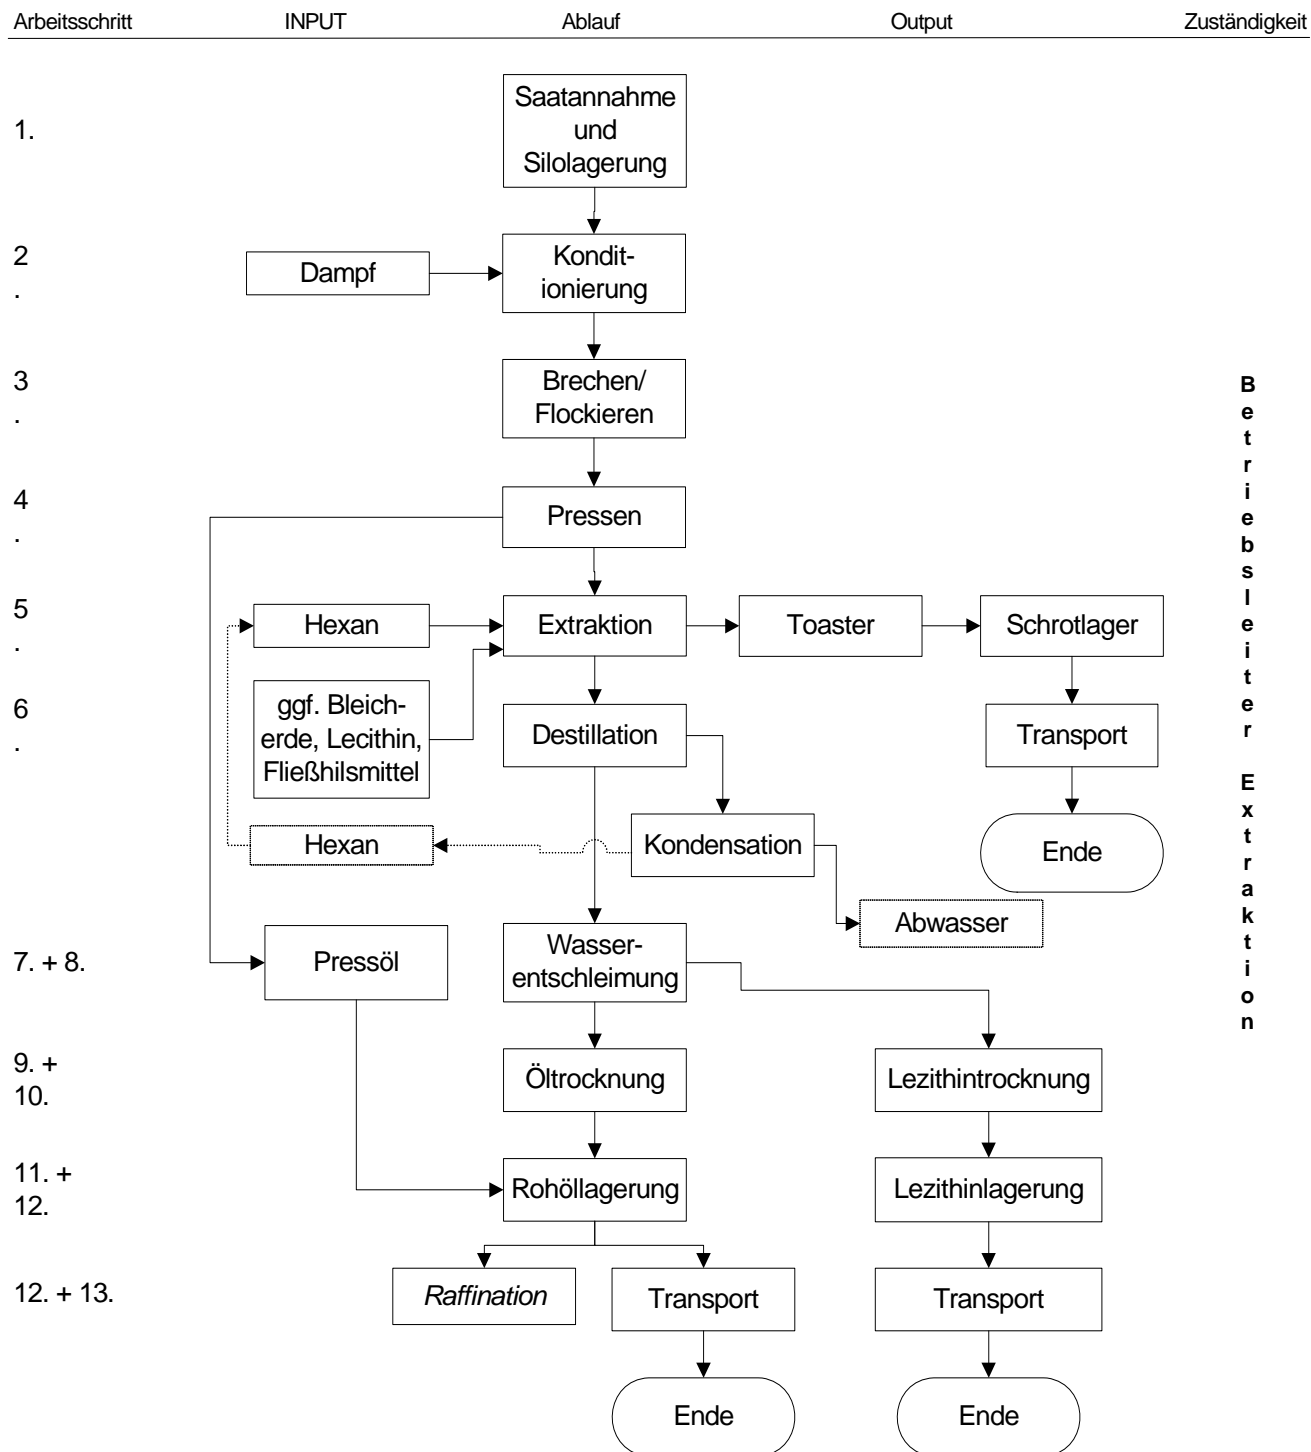 Arbeitsschritt INPUT Ablauf Output Zuständigkeit
1.
Saatannahme
und
Silolagerung
2
.
Dampf
Kondit-
ionierung
3
.
Brechen/
Flockieren
4
.
Pressen
5
.
Hexan
Extraktion
Toaster
Schrotlager
6
.
ggf. Bleich-
erde, Lecithin,
Fließhilsmittel
Destillation
Transport
Hexan
Kondensation
Ende
Abwasser
7. + 8.
Pressöl
Wasser-
entschleimung
9. +
10.
Öltrocknung
Lezithintrocknung
11. +
12.
Rohöllagerung
Lezithinlagerung
12. + 13.
Raffination
Transport
Transport
Ende
Ende
Betriebsleiter Extraktion